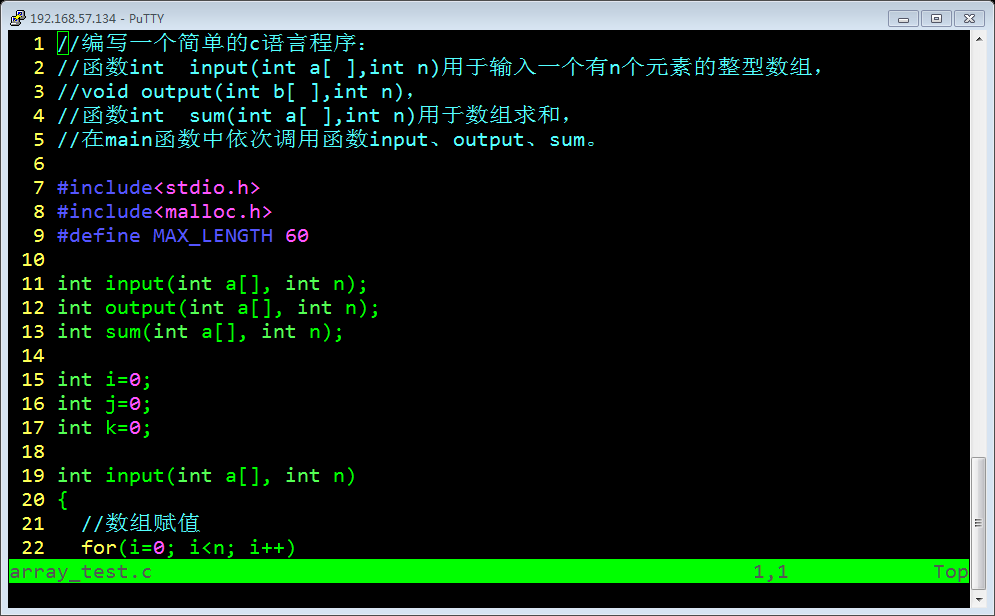 192.168.57.134 - PuTTY
1 //编写一个简单的c语言程序:
2 //函数int  input(int a[ ],int n)用于输入一个有n个元素的整型数组，
3 //void output(int b[ ],int n),
4 //函数int  sum(int a[ ],int n)用于数组求和，
5 //在main函数中依次调用函数input、output、sum。
6
7 #include<stdio.h>
8 #include<malloc.h>
9 #define MAX_LENGTH 60
10
11 int input(int a[], int n);
12 int output(int a[], int n);
13 int sum(int a[], int n);
14
15 int i=0;
16 int j=0;
17 int k=0;
18
19 int input(int a[], int n)
20 {
21   //数组赋值
22   for(i=0; i<n; i++)
array_test.c 1,1 Top